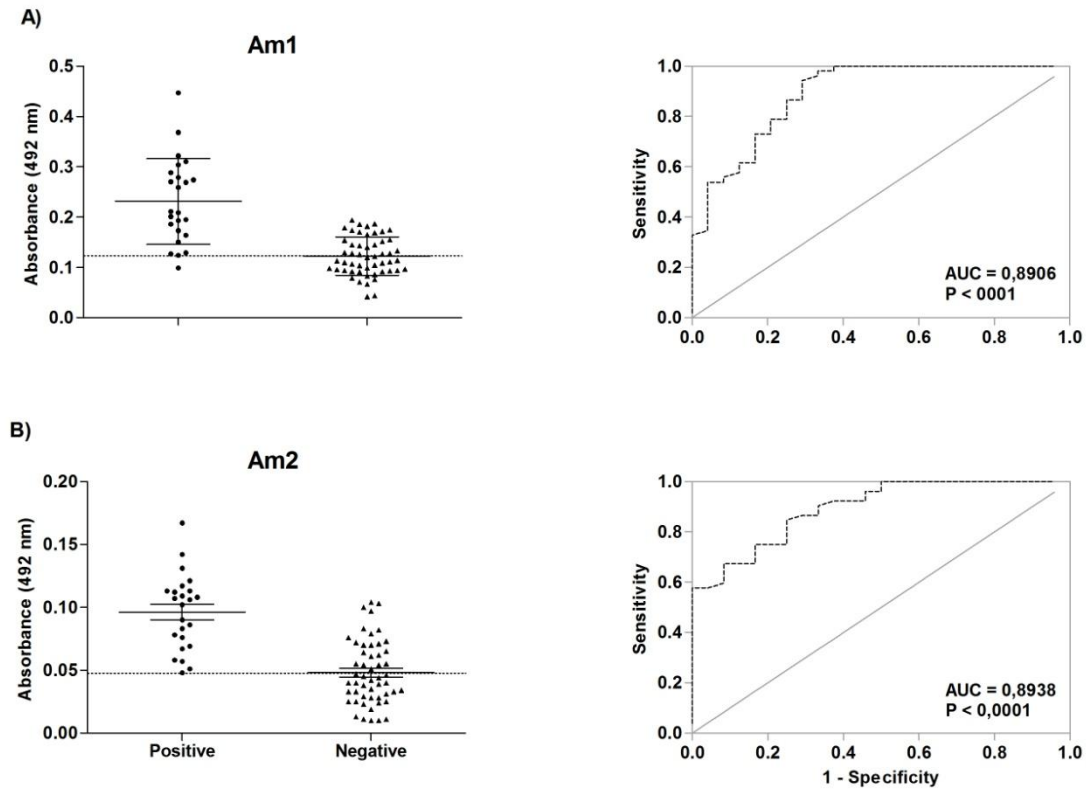 A)
Am1
Absorbance (492 nm)
0.5
0.4
0.3
0.2
0.1
0.0
Sensitivity
1.0
0.8
0.6
0.4
0.2
0.0
AUC = 0,8906
P < 0001
0.0 0.2 0.4 0.6 0.8 1.0
B)
Am2
Absorbance (492 nm)
0.20
0.15
0.10
0.05
0.00
Positive Negative
Sensitivity
1.0
0.8
0.6
0.4
0.2
0.0
AUC = 0,8938
P < 0,0001
0.0 0.2 0.4 0.6 0.8 1.0
1 - Specificity